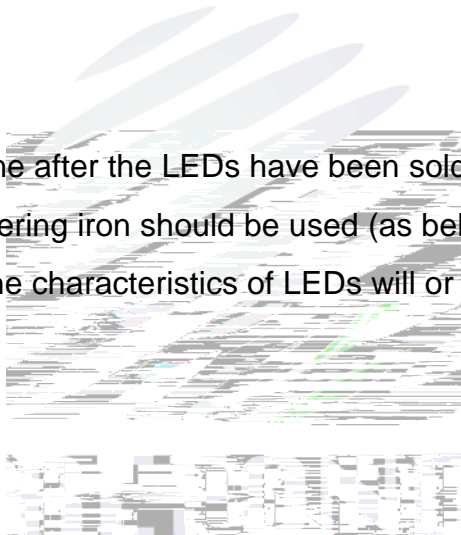 ne after the LEDs have been sold
ering iron should be used (as bel
ne characteristics of LEDs will or